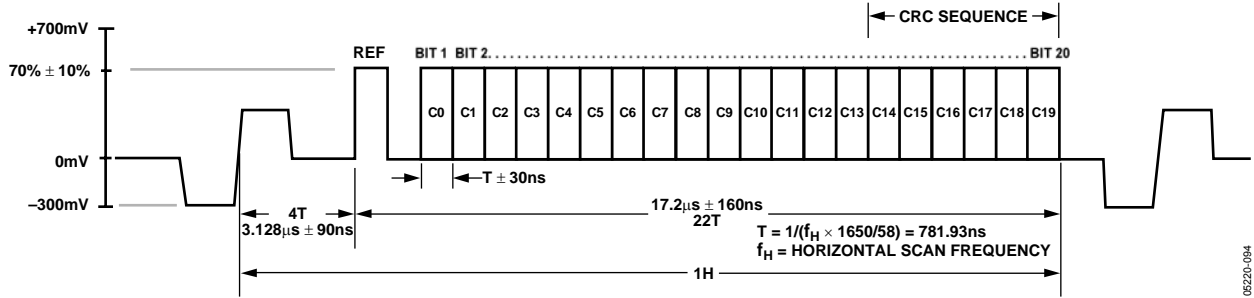 +700mV
CRC SEQUENCE
REF
BIT 1 BIT 2.......................................................................................BIT 20
70% ± 10%
C0 C1 C2 C3 C4 C5 C6 C7 C8 C9 C10 C11 C12 C13 C14 C15 C16 C17 C18 C19
0mV
T ± 30ns
–300mV
4T
3.128µs ± 90ns
17.2µs ± 160ns
22T
T = 1/(fH × 1650/58) = 781.93ns
fH = HORIZONTAL SCAN FREQUENCY
1H
05220-094